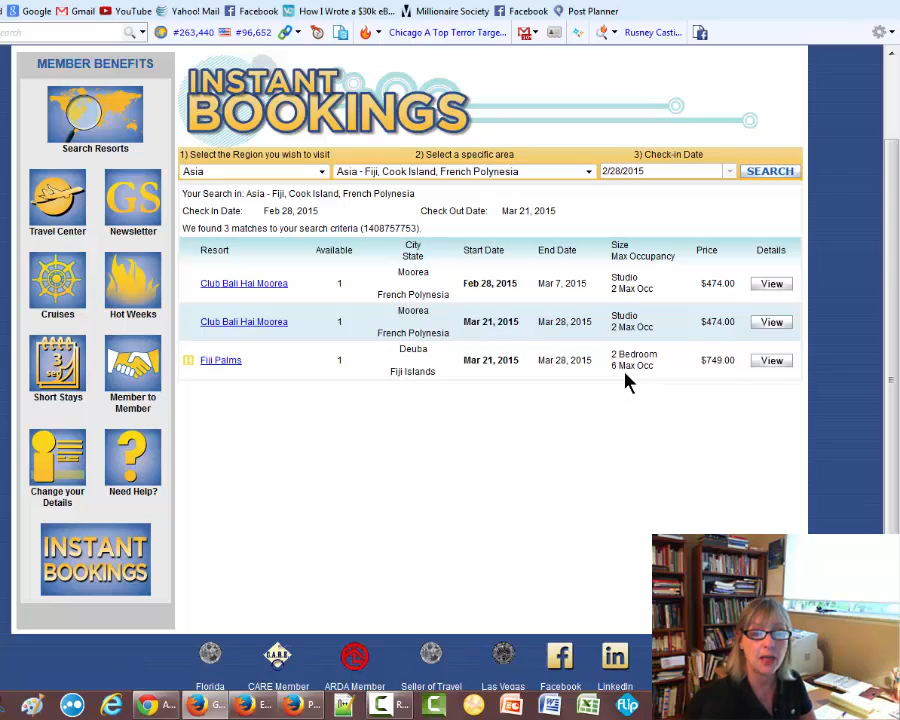 Google Gmail YouTube Yahoo! Mail Facebook How I Wrote a $30k eB... Millionaire Society Facebook Post Planner
search #263,440 #96,652 Chicago A Top Terror Targe... Rusney Casti...
MEMBER BENEFITS
Search Resorts
Travel Center
GS
Newsletter
Cruises
Hot Weeks
3
Short Stays
Member to
Member
Change your
Details
?
Need Help?
INSTANT
BOOKINGS
INSTANT
BOOKINGS
1) Select the Region you wish to visit 2) Select a specific area 3) Check-in Date
Asia Asia - Fiji, Cook Island, French Polynesia 2/28/2015 SEARCH
Your Search in: Asia - Fiji, Cook Island, French Polynesia
Check In Date: Feb 28, 2015 Check Out Date: Mar 21, 2015
We found 3 matches to your search criteria (1408757753).
Resort Available City State Start Date End Date Size Max Occupancy Price Details
Club Bali Hai Moorea 1 Moorea French Polynesia Feb 28, 2015 Mar 7, 2015 Studio 2 Max Occ $474.00 View
Club Bali Hai Moorea 1 Moorea French Polynesia Mar 21, 2015 Mar 28, 2015 Studio 2 Max Occ $474.00 View
Fiji Palms 1 Deuba Fiji Islands Mar 21, 2015 Mar 28, 2015 2 Bedroom 6 Max Occ $749.00 View
C.A.R.E.
f
in
Florida CARE Member ARDA Member Seller of Travel Las Vegas Facebook LinkedIn
A... G... E... P... R... flip